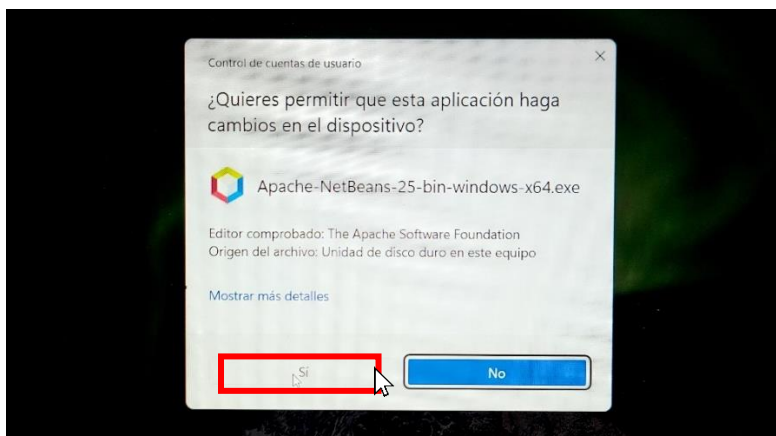 Control de cuentas de usuario
¿Quieres permitir que esta aplicación haga
cambios en el dispositivo?
Apache-NetBeans-25-bin-windows-x64.exe
Editor comprobado: The Apache Software Foundation
Origen del archivo: Unidad de disco duro en este equipo
Mostrar más detalles
Sí
No